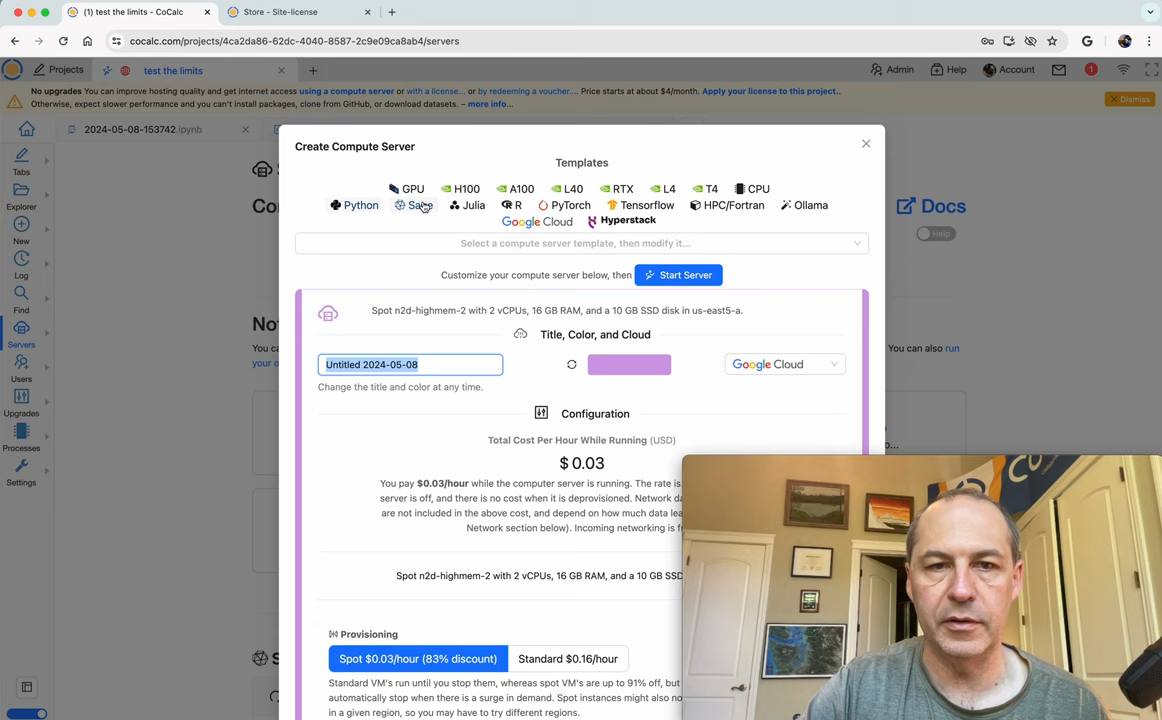 (1) test the limits - CoCalc
Store - Site-license
cocalc.com/projects/4ca2da86-62dc-4040-8587-2c9e09ca8ab4/servers
Projects
test the limits
Admin
Help
Account
1
No upgrades You can improve hosting quality and get internet access using a compute server or with a license... or by redeeming a voucher.... Price starts at about $4/month. Apply your license to this project..
Otherwise, expect slower performance and you can't install packages, clone from GitHub, or download datasets. – more info...
Dismiss
2024-05-08-153742.ipynb
Tabs
Explorer
New
Log
Find
Servers
Users
Upgrades
Processes
Settings
Docs
Help
You can also run
Create Compute Server
Templates
GPU H100 A100 L40 RTX L4 T4 CPU
Python Sage Julia R PyTorch Tensorflow HPC/Fortran Ollama
Google Cloud Hyperstack
Select a compute server template, then modify it...
Customize your compute server below, then Start Server
Spot n2d-highmem-2 with 2 vCPUs, 16 GB RAM, and a 10 GB SSD disk in us-east5-a.
Title, Color, and Cloud
Untitled 2024-05-08
Google Cloud
Change the title and color at any time.
Configuration
Total Cost Per Hour While Running (USD)
$ 0.03
You pay $0.03/hour while the computer server is running. The rate is
server is off, and there is no cost when it is deprovisioned. Network da
are not included in the above cost, and depend on how much data lea
Network section below). Incoming networking is
Spot n2d-highmem-2 with 2 vCPUs, 16 GB RAM, and a 10 GB SSD
Provisioning
Spot $0.03/hour (83% discount)
Standard $0.16/hour
Standard VM's run until you stop them, whereas spot VM's are up to 91% off, but
automatically stop when there is a surge in demand. Spot instances might also no
in a given region, so you may have to try different regions.